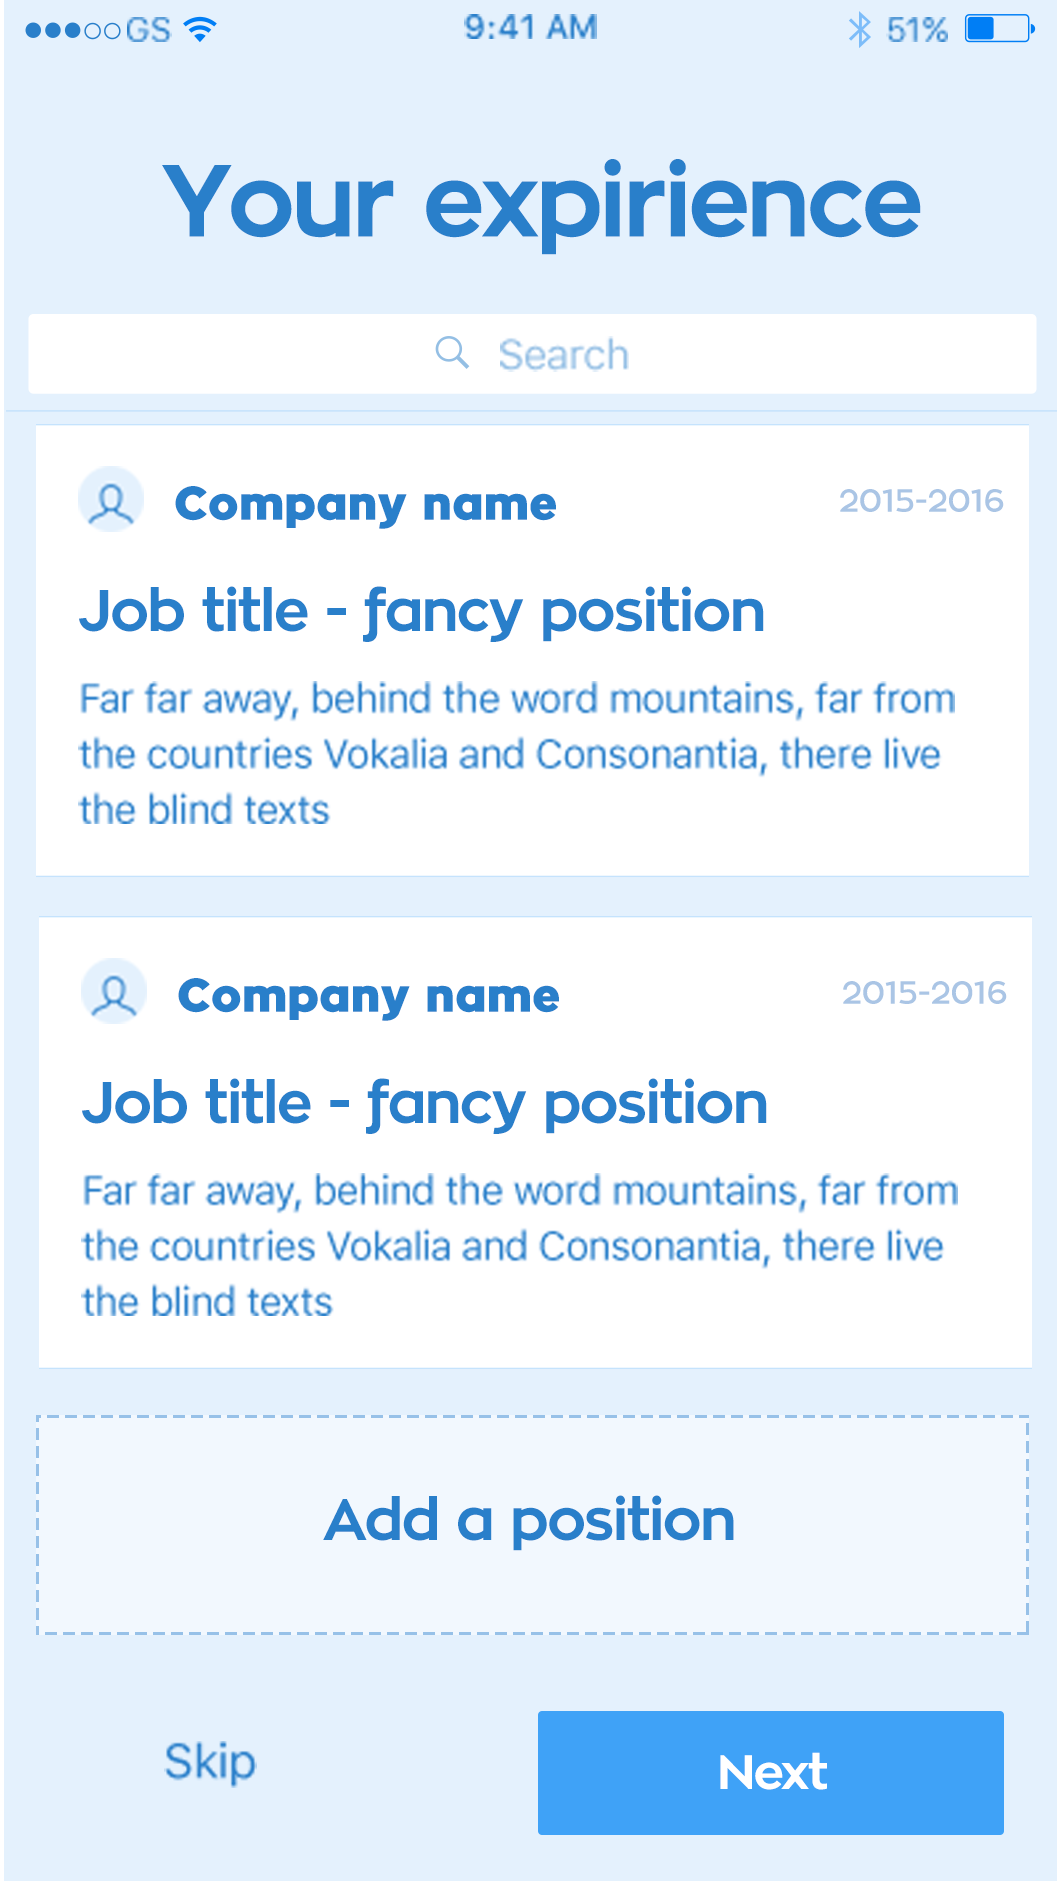 GS 9:41 AM 51%
Your expirience
Search
Company name 2015-2016
Job title - fancy position
Far far away, behind the word mountains, far from
the countries Vokalia and Consonantia, there live
the blind texts
Company name 2015-2016
Job title - fancy position
Far far away, behind the word mountains, far from
the countries Vokalia and Consonantia, there live
the blind texts
Add a position
Skip Next